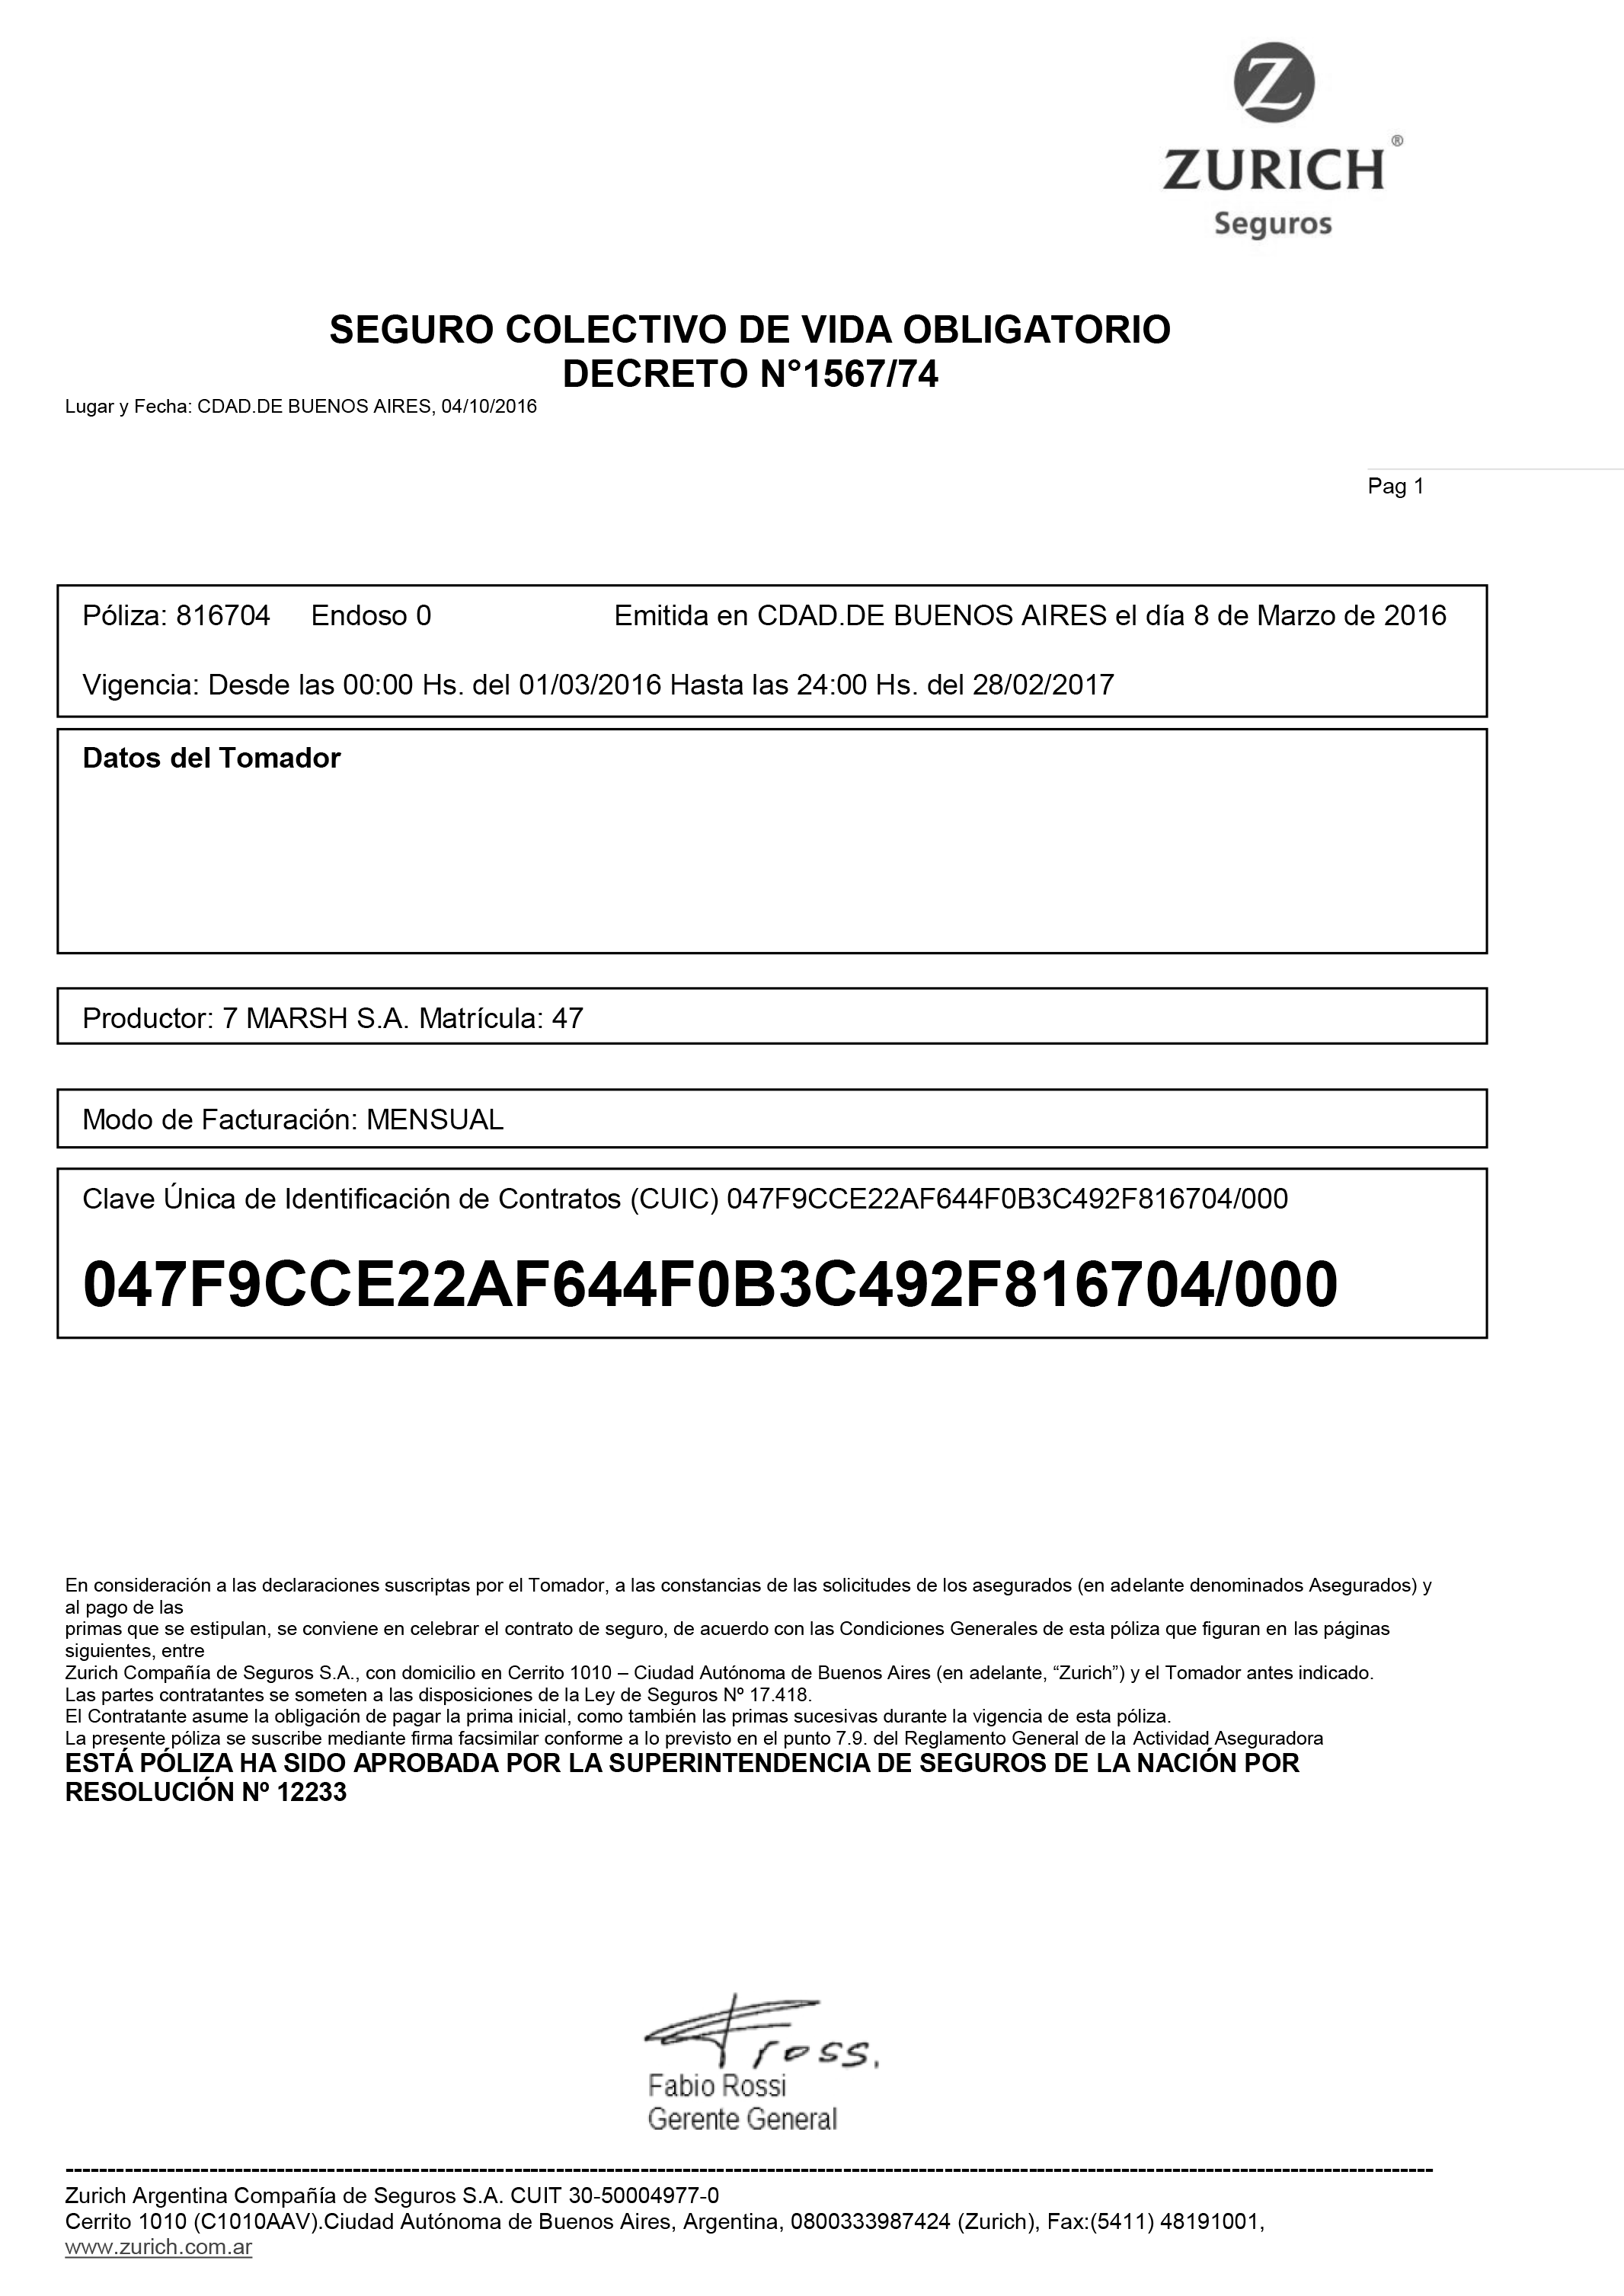 Z
ZURICH®
Seguros
SEGURO COLECTIVO DE VIDA OBLIGATORIO
DECRETO N°1567/74
Lugar y Fecha: CDAD.DE BUENOS AIRES, 04/10/2016
Pag 1
Póliza: 816704 Endoso 0 Emitida en CDAD.DE BUENOS AIRES el día 8 de Marzo de 2016
Vigencia: Desde las 00:00 Hs. del 01/03/2016 Hasta las 24:00 Hs. del 28/02/2017
Datos del Tomador
Productor: 7 MARSH S.A. Matrícula: 47
Modo de Facturación: MENSUAL
Clave Única de Identificación de Contratos (CUIC) 047F9CCE22AF644F0B3C492F816704/000
047F9CCE22AF644F0B3C492F816704/000
En consideración a las declaraciones suscriptas por el Tomador, a las constancias de las solicitudes de los asegurados (en adelante denominados Asegurados) y
al pago de las
primas que se estipulan, se conviene en celebrar el contrato de seguro, de acuerdo con las Condiciones Generales de esta póliza que figuran en las páginas
siguientes, entre
Zurich Compañía de Seguros S.A., con domicilio en Cerrito 1010 – Ciudad Autónoma de Buenos Aires (en adelante, “Zurich”) y el Tomador antes indicado.
Las partes contratantes se someten a las disposiciones de la Ley de Seguros Nº 17.418.
El Contratante asume la obligación de pagar la prima inicial, como también las primas sucesivas durante la vigencia de esta póliza.
La presente póliza se suscribe mediante firma facsimilar conforme a lo previsto en el punto 7.9. del Reglamento General de la Actividad Aseguradora
ESTÁ PÓLIZA HA SIDO APROBADA POR LA SUPERINTENDENCIA DE SEGUROS DE LA NACIÓN POR
RESOLUCIÓN Nº 12233
Fabio Rossi
Gerente General
Zurich Argentina Compañía de Seguros S.A. CUIT 30-50004977-0
Cerrito 1010 (C1010AAV).Ciudad Autónoma de Buenos Aires, Argentina, 0800333987424 (Zurich), Fax:(5411) 48191001,
www.zurich.com.ar